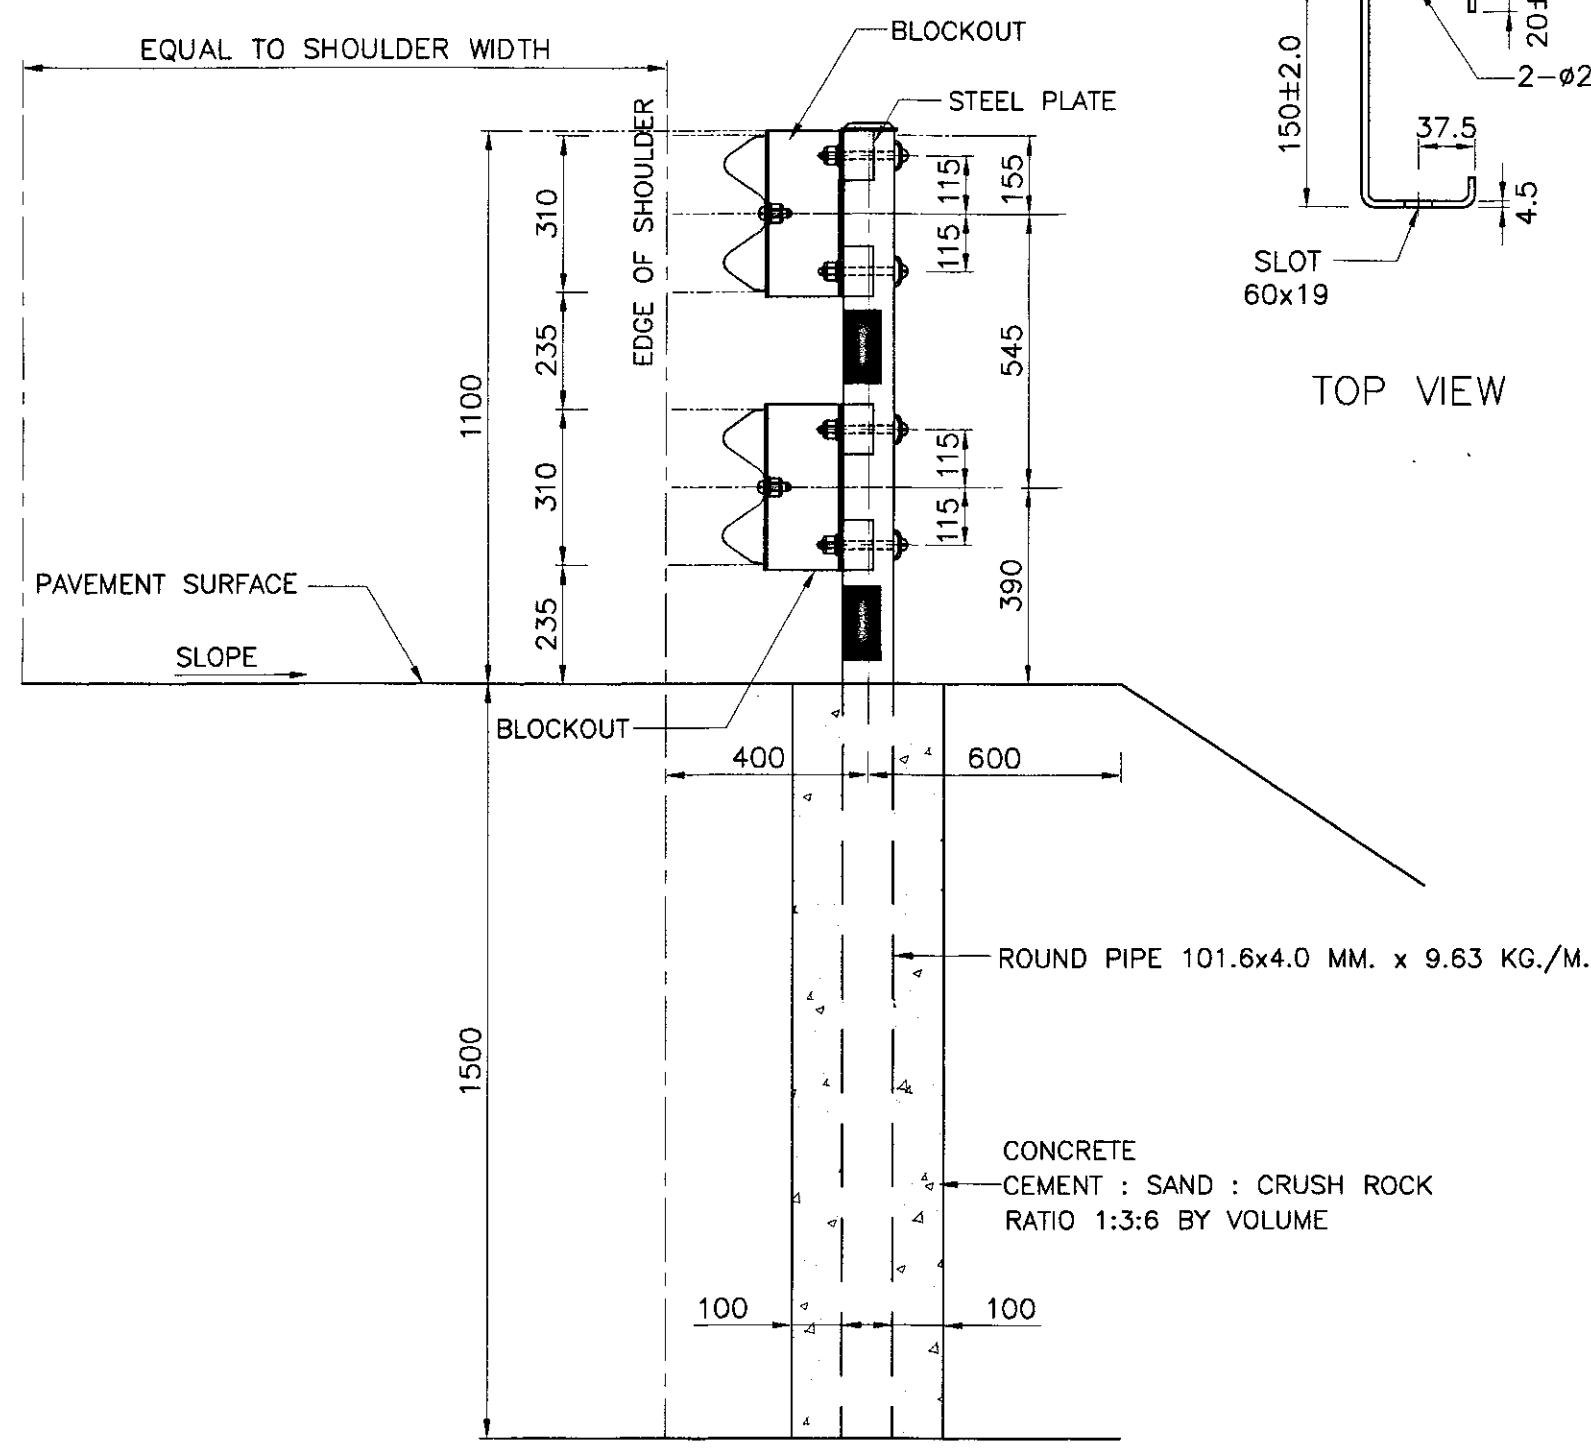 EQUAL TO SHOULDER WIDTH
BLOCKOUT
STEEL PLATE
EDGE OF SHOULDER
1100
310
235
310
235
115
115
155
545
115
115
390
PAVEMENT SURFACE
SLOPE
BLOCKOUT
400
600
ROUND PIPE 101.6x4.0 MM. x 9.63 KG./M.
1500
CONCRETE
CEMENT : SAND : CRUSH ROCK
RATIO 1:3:6 BY VOLUME
100
100
150±2.0
37.5
4.5
SLOT
60x19
TOP VIEW